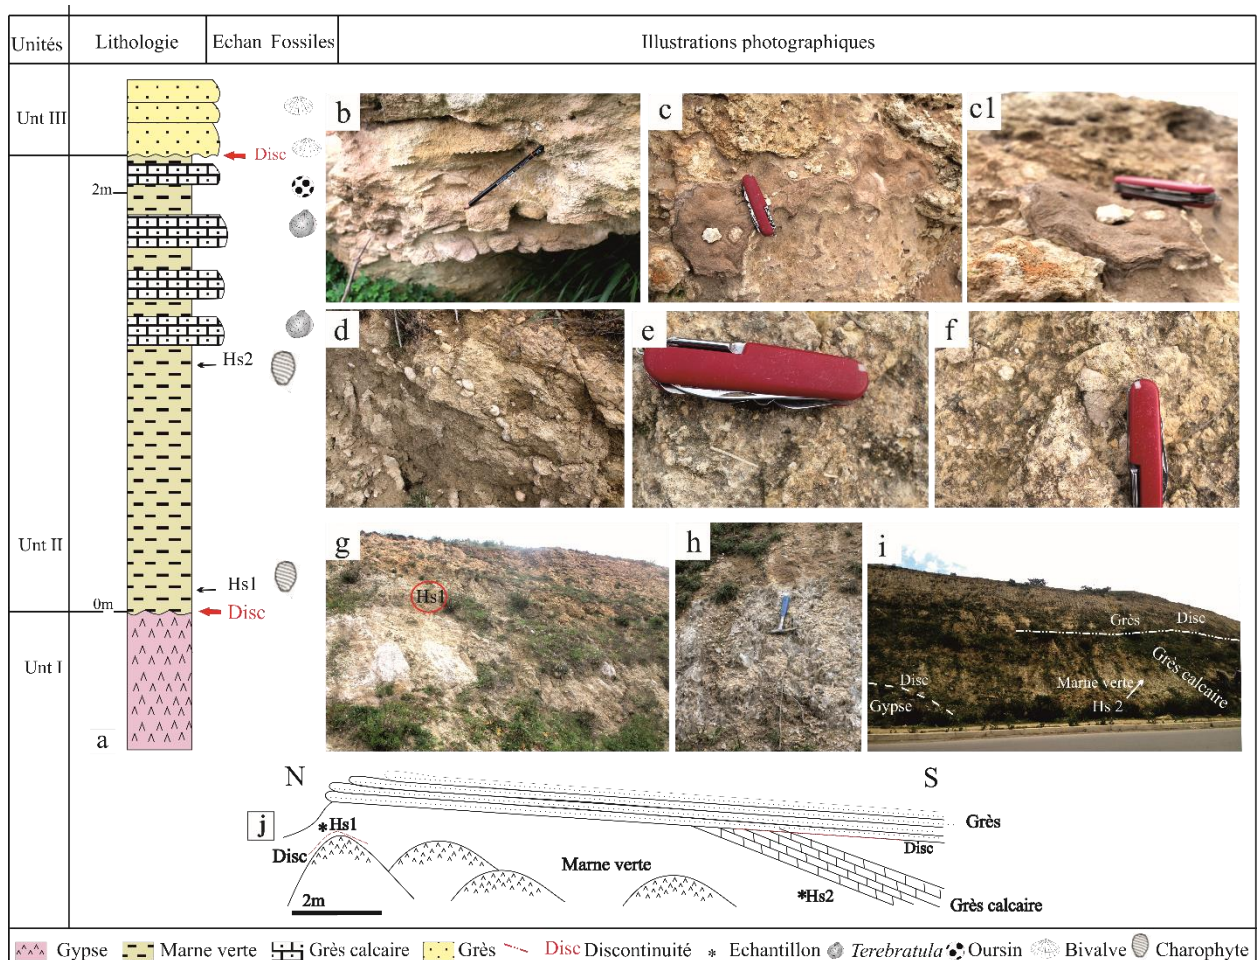 Unités Lithologie Echan Fossiles Illustrations photographiques
Unt III
Disc
2m
Hs2
Unt II
Hs1
0m
Disc
Unt I
a
b
c
c1
d
e
f
g
Hs1
h
i
Grès Disc
Grès calcaire
Marne verte
Hs 2
Disc
Gypse
N S
j
*Hs1
Disc
Marne verte
2m
*Hs2
Grès
Disc
Grès calcaire
Gypse Marne verte Grès calcaire Grès Disc Discontinuité * Echantillon Terebratula Oursin Bivalve Charophyte